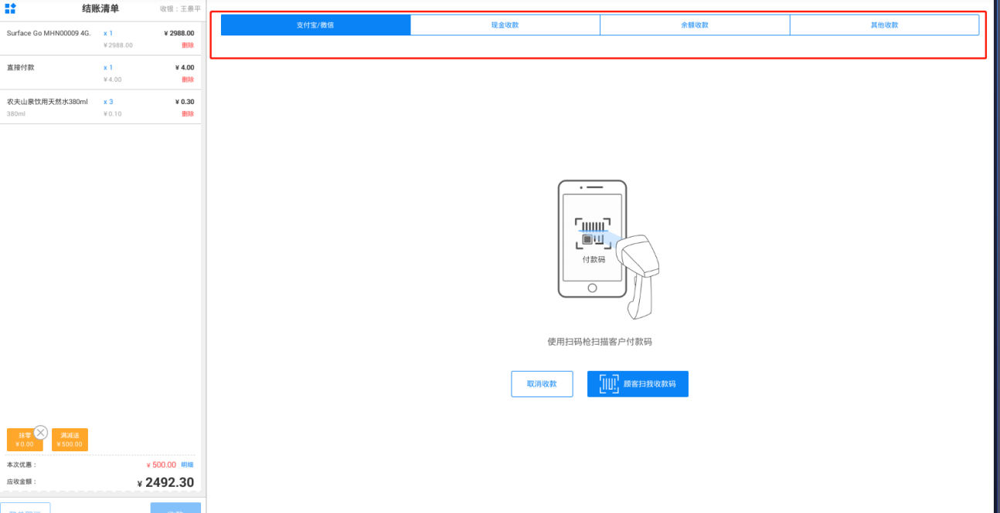 结账清单 收银：王景平
Surface Go MHN00009 4G. x 1 ¥ 2988.00
¥2988.00 删除
直接付款 x 1 ¥ 4.00
¥4.00 删除
农夫山泉饮用天然水380ml x 3 ¥ 0.30
380ml ¥0.10 删除
抹零 满减送
¥0.00 ¥500.00
本次优惠： ¥ 500.00 明细
应收金额： ¥ 2492.30
支付宝/微信 现金收款 余额收款 其他收款
付款码
使用扫码枪扫描客户付款码
取消收款 顾客扫我收款码